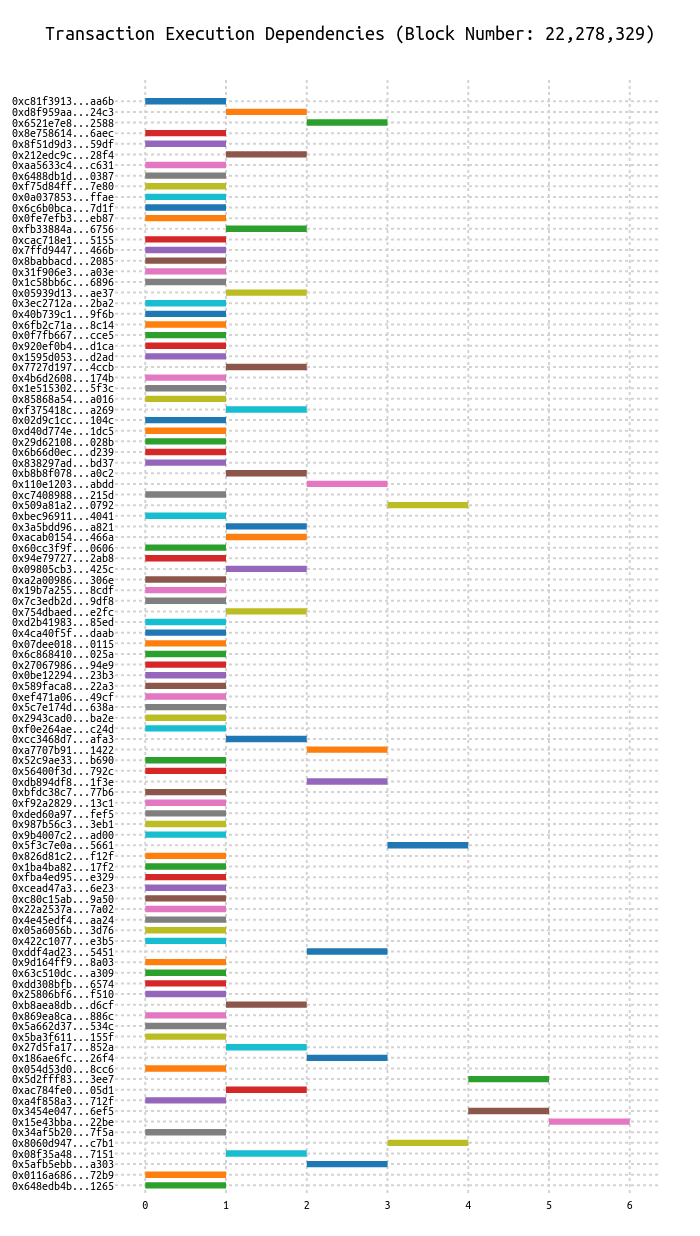 Transaction Execution Dependencies (Block Number: 22,278,329)
0xc81f3913...aa6b
0xd8f959aa...24c3
0x6521e7e8...2588
0x8e758614...6aec
0x8f51d9d3...59df
0x212edc9c...28f4
0xaa5633c4...c631
0x6488db1d...0387
0xf75d84ff...7e80
0x0a037853...ffae
0x6c6b0bca...7d1f
0x0fe7efb3...eb87
0xfb33884a...6756
0xcac718e1...5155
0x7ffd9447...466b
0x8babbacd...2085
0x31f906e3...a03e
0x1c58bb6c...6896
0x05939d13...ae37
0x3ec2712a...2ba2
0x40b739c1...9f6b
0x6fb2c71a...8c14
0x0f7fb667...cce5
0x920ef0b4...d1ca
0x1595d053...d2ad
0x7727d197...4ccb
0x4b6d2608...174b
0x1e515302...5f3c
0x85868a54...a016
0xf375418c...a269
0x02d9c1cc...104c
0xd40d774e...1dc5
0x29d62108...028b
0x6b66d0ec...d239
0x838297ad...bd37
0xb8b8f078...a0c2
0x110e1203...abdd
0xc7408988...215d
0x509a81a2...0792
0xbec96911...4041
0x3a5bdd96...a821
0xacab0154...466a
0x60cc3f9f...0606
0x94e79727...2ab8
0x09805cb3...425c
0xa2a00986...306e
0x19b7a255...8cdf
0x7c3edb2d...9df8
0x754dbaed...e2fc
0xd2b41983...85ed
0x4ca40f5f...daab
0x07dee018...0115
0x6c868410...025a
0x27067986...94e9
0x0be12294...23b3
0x589faca8...22a3
0xef471a06...49cf
0x5c7e174d...638a
0x2943cad0...ba2e
0xf0e264ae...c24d
0xcc3468d7...afa3
0xa7707b91...1422
0x52c9ae33...b690
0x56400f3d...792c
0xdb894df8...1f3e
0xbfdc38c7...77b6
0xf92a2829...13c1
0xded60a97...fef5
0x987b56c3...3eb1
0x9b4007c2...ad00
0x5f3c7e0a...5661
0x826d81c2...f12f
0x1ba4ba82...17f2
0xfba4ed95...e329
0xcead47a3...6e23
0xc80c15ab...9a50
0x22a2537a...7a02
0x4e45edf4...aa24
0x05a6056b...3d76
0x422c1077...e3b5
0xddf4ad23...5451
0x9d164ff9...8a03
0x63c510dc...a309
0xdd308bfb...6574
0x25806bf6...f510
0xb8aea8db...d6cf
0x869ea8ca...886c
0x5a662d37...534c
0x5ba3f611...155f
0x27d5fa17...852a
0x186ae6fc...26f4
0x054d53d0...8cc6
0x5d2fff83...3ee7
0xac784fe0...05d1
0xa4f858a3...712f
0x3454e047...6ef5
0x15e43bba...22be
0x34af5b20...7f5a
0x8060d947...c7b1
0x08f35a48...7151
0x5afb5ebb...a303
0x0116a686...72b9
0x648edb4b...1265
0 1 2 3 4 5 6